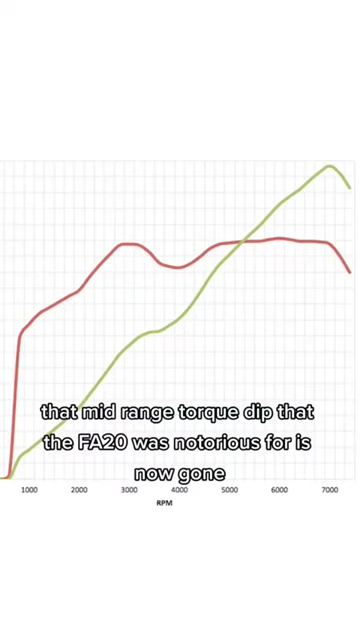 that mid range torque dip that
the FA20 was notorious for is
now gone
1000 2000 3000 4000 5000 6000 7000
RPM